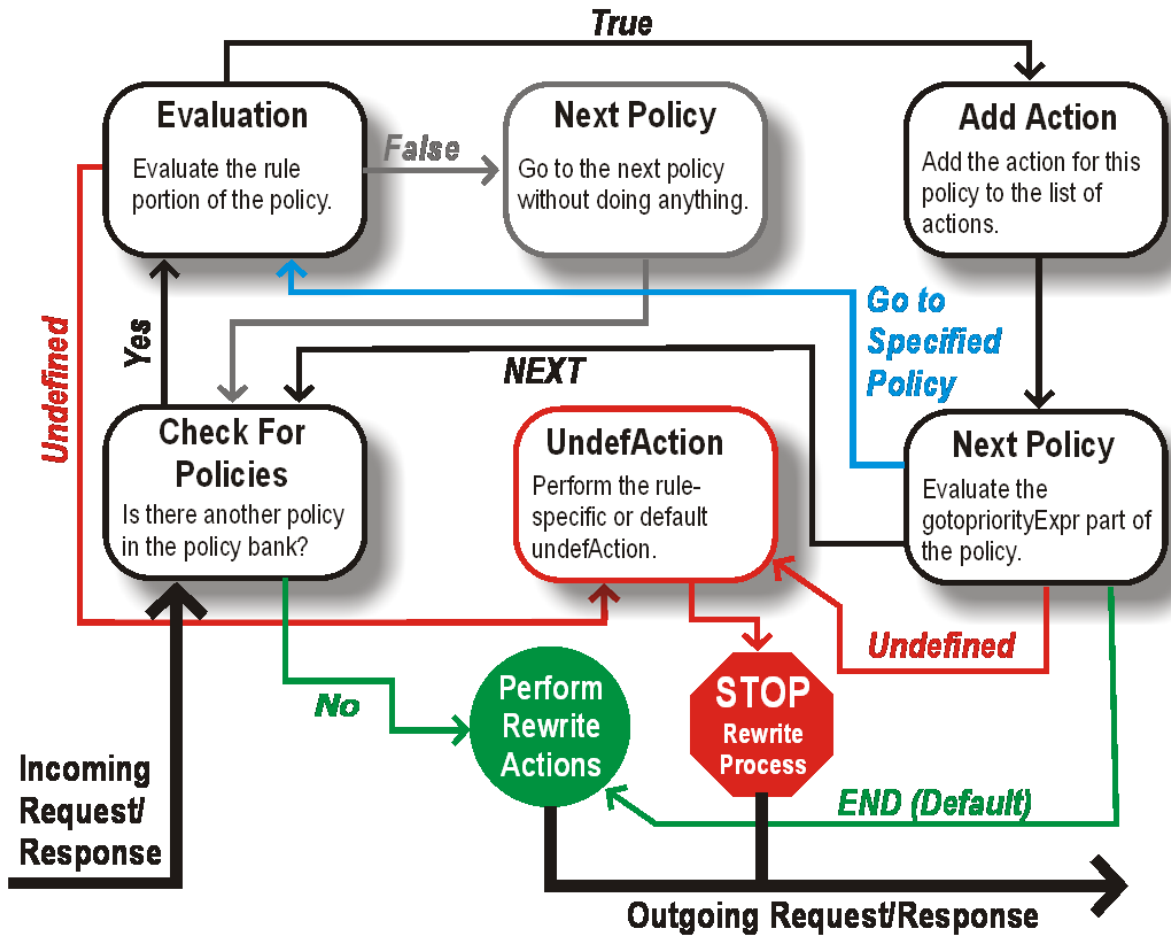 True
Evaluation
Evaluate the rule
portion of the policy.
False
Next Policy
Go to the next policy
without doing anything.
Add Action
Add the action for this
policy to the list of
actions.
Undefined
Yes
Go to
Specified
Policy
NEXT
Check For
Policies
Is there another policy
in the policy bank?
UndefAction
Perform the rule-
specific or default
undefAction.
Next Policy
Evaluate the
gotopriorityExpr part of
the policy.
Undefined
No
Perform
Rewrite
Actions
STOP
Rewrite
Process
END (Default)
Incoming
Request/
Response
Outgoing Request/Response